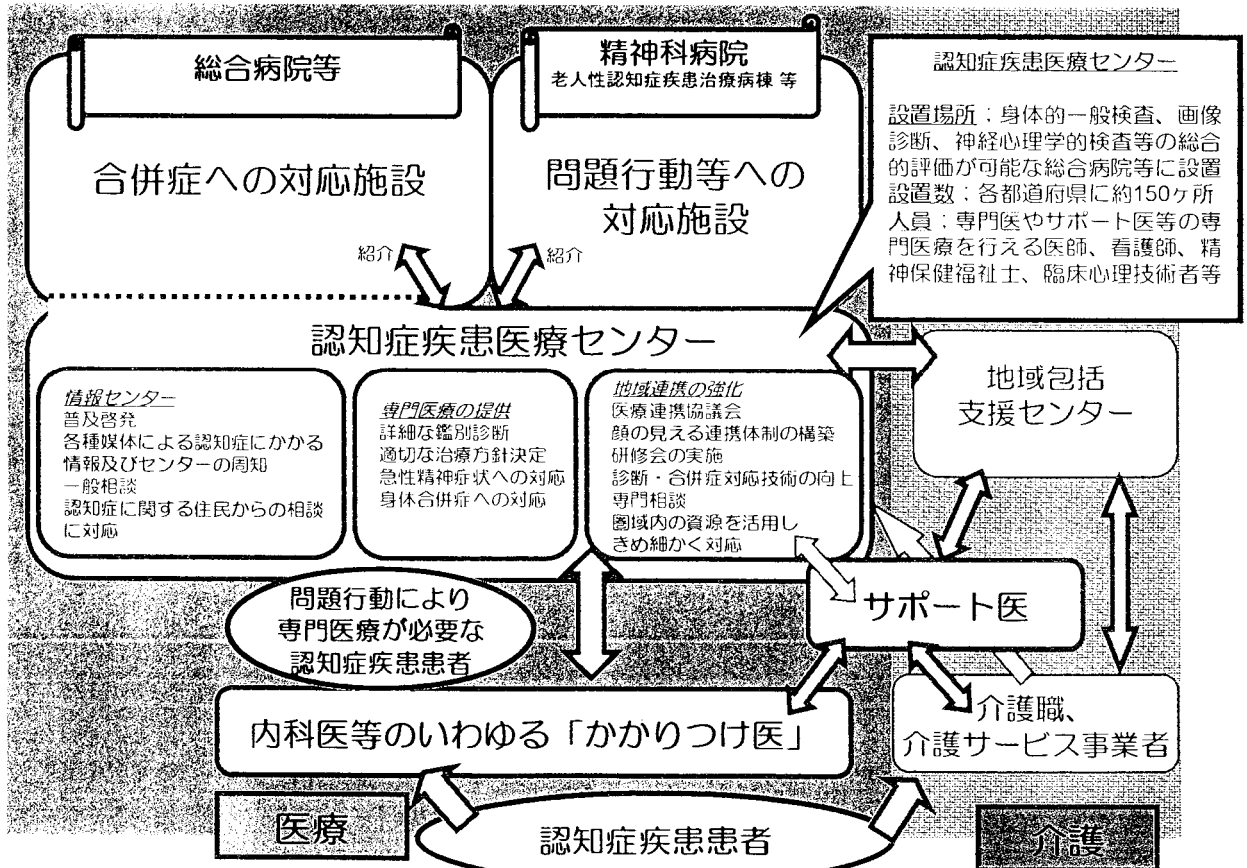 総合病院等
精神科病院
老人性認知症疾患治療病棟 等
合併症への対応施設
問題行動等への
対応施設
紹介
紹介
認知症疾患医療センター
設置場所；身体的一般検査、画像
診断、神経心理学的検査等の総合
的評価が可能な総合病院等に設置
設置数；各都道府県に約150ヶ所
人員；専門医やサポート医等の専
門医療を行える医師、看護師、精
神保健福祉士、臨床心理技術者等
認知症疾患医療センター
情報センター
普及啓発
各種媒体による認知症にかかる
情報及びセンターの周知
一般相談
認知症に関する住民からの相談
に対応
専門医療の提供
詳細な鑑別診断
適切な治療方針決定
急性精神症状への対応
身体合併症への対応
地域連携の強化
医療連携協議会
顔の見える連携体制の構築
研修会の実施
診断・合併症対応技術の向上
専門相談
圏域内の資源を活用し
きめ細かく対応
地域包括
支援センター
問題行動により
専門医療が必要な
認知症疾患患者
サポート医
内科医等のいわゆる「かかりつけ医」
介護職、
介護サービス事業者
医療
認知症疾患患者
介護